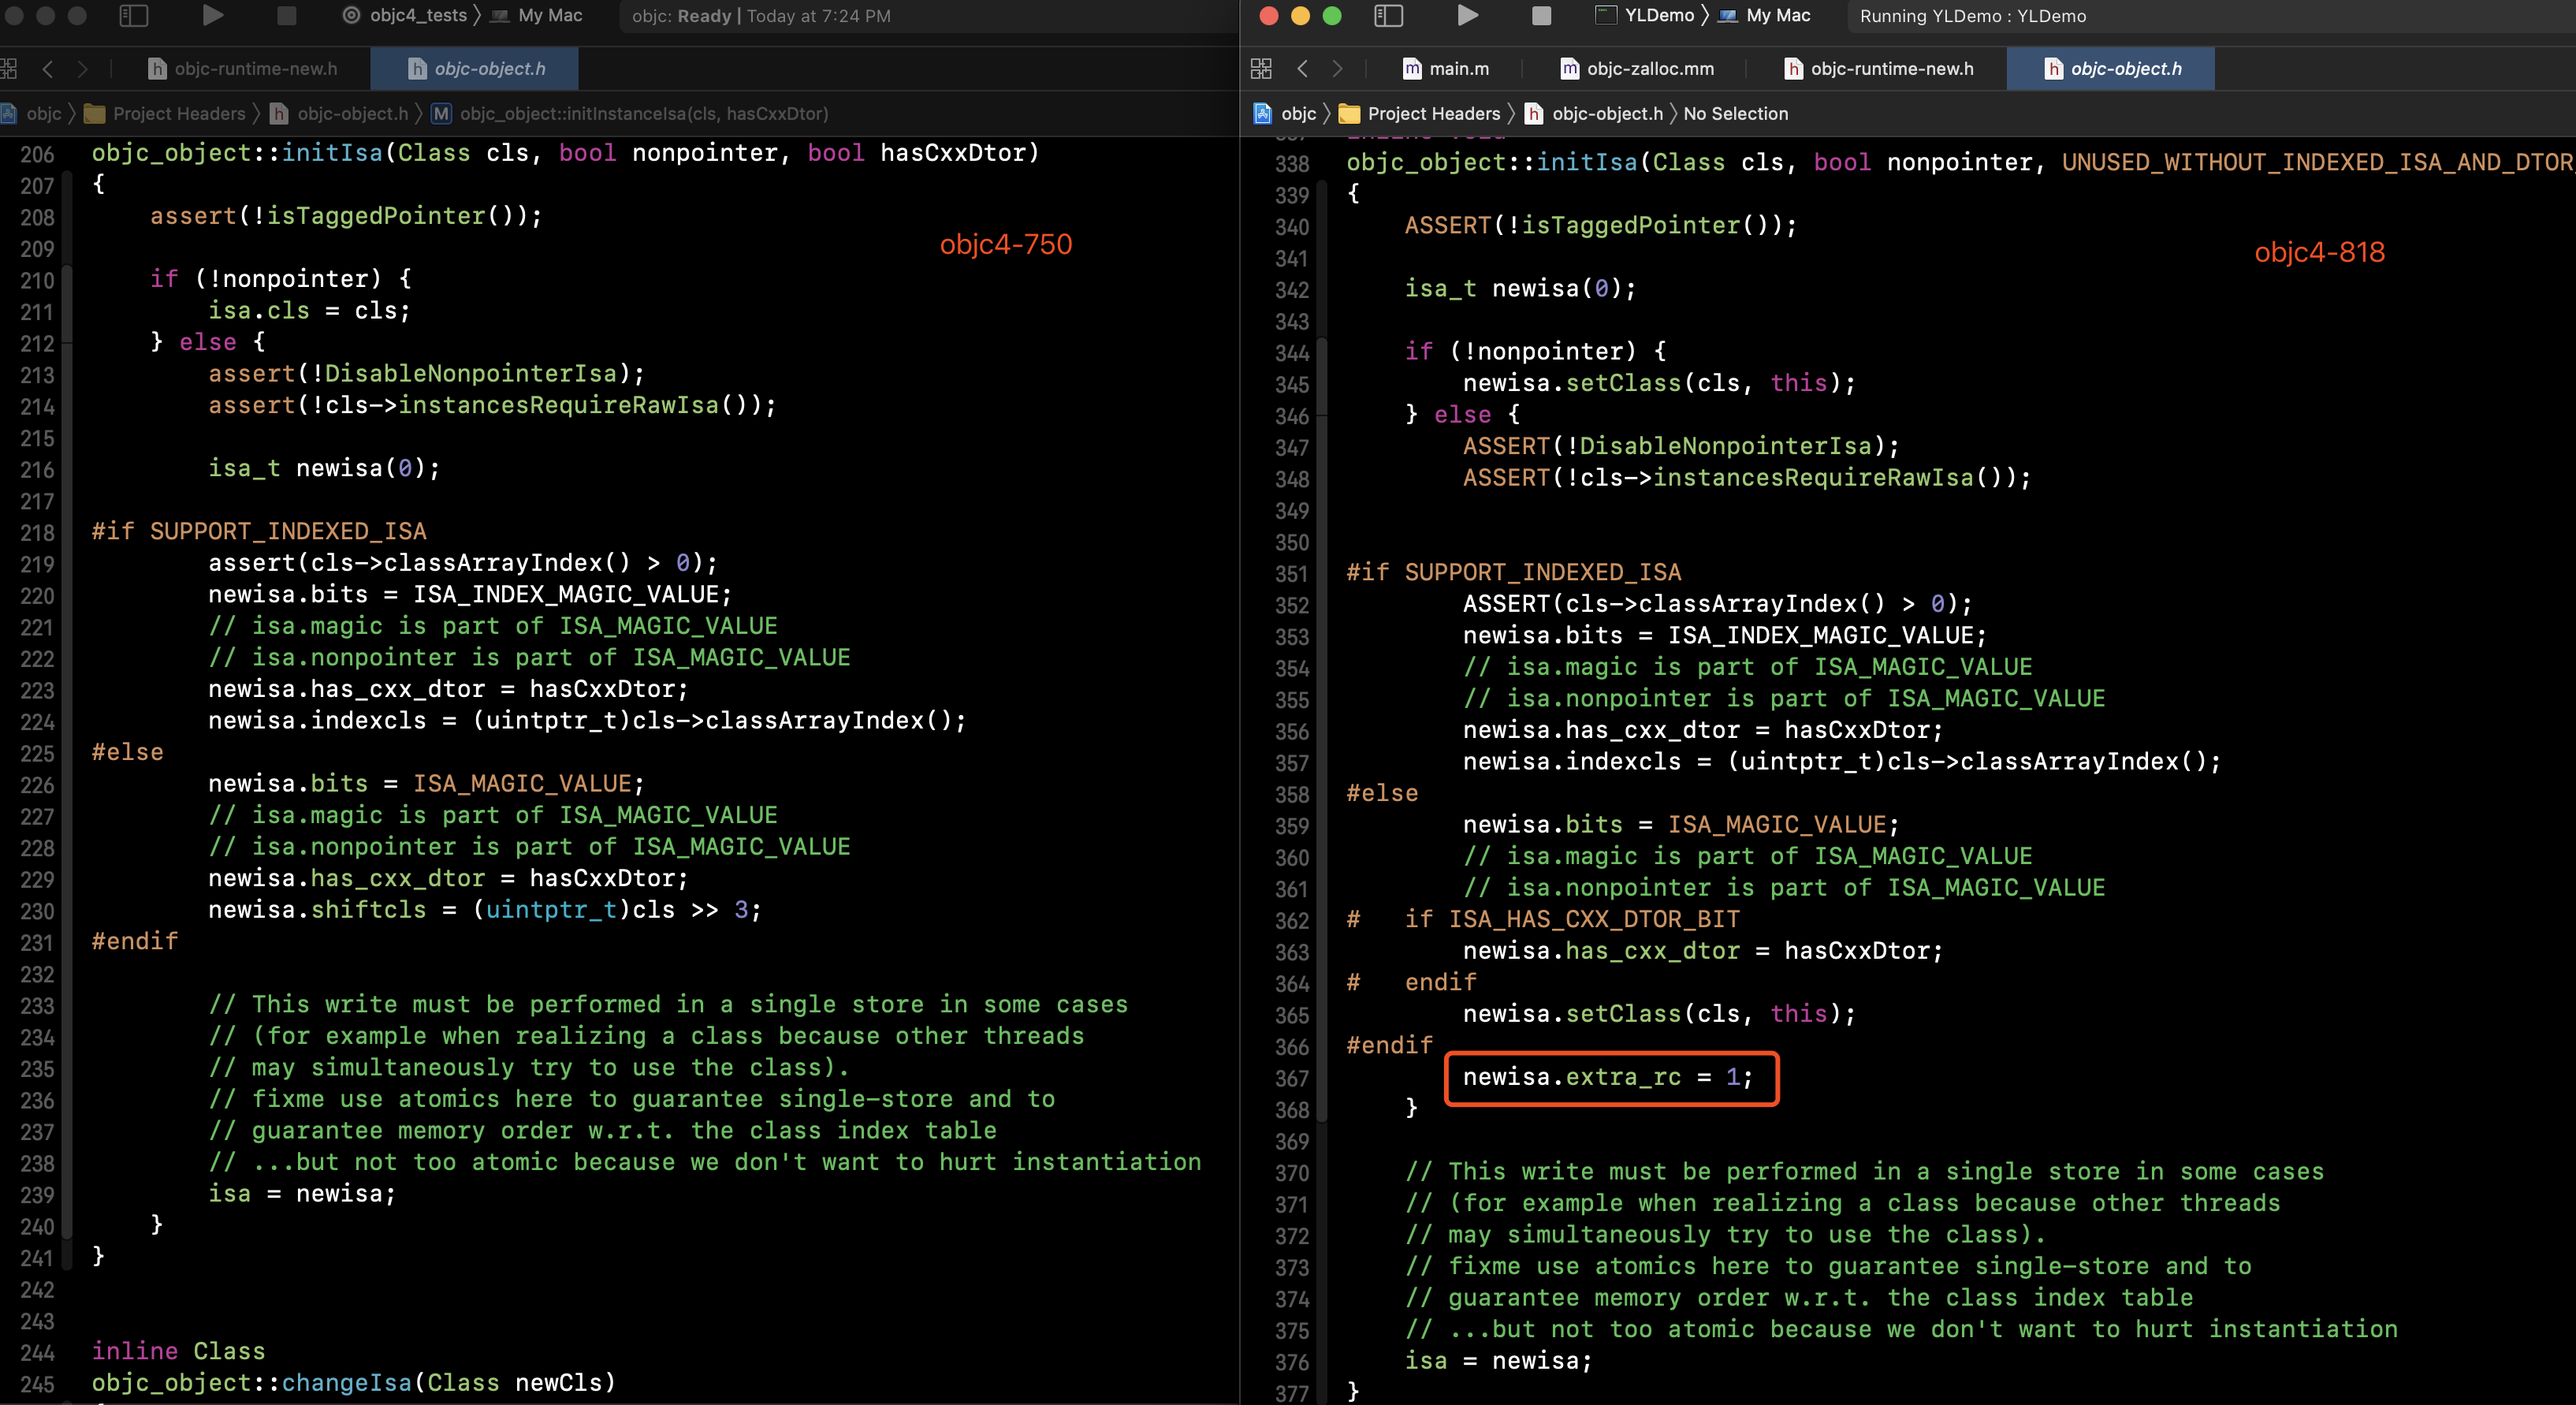 objc4_tests 〉 My Mac
objc: Ready | Today at 7:24 PM
objc-runtime-new.h
objc-object.h
objc 〉 Project Headers 〉 objc-object.h 〉 M objc_object::initInstanceIsa(cls, hasCxxDtor)
206 objc_object::initIsa(Class cls, bool nonpointer, bool hasCxxDtor)
207 {
208     assert(!isTaggedPointer());
209
objc4-750
210     if (!nonpointer) {
211         isa.cls = cls;
212     } else {
213         assert(!DisableNonpointerIsa);
214         assert(!cls->instancesRequireRawIsa());
215
216         isa_t newisa(0);
217
218 #if SUPPORT_INDEXED_ISA
219         assert(cls->classArrayIndex() > 0);
220         newisa.bits = ISA_INDEX_MAGIC_VALUE;
221         // isa.magic is part of ISA_MAGIC_VALUE
222         // isa.nonpointer is part of ISA_MAGIC_VALUE
223         newisa.has_cxx_dtor = hasCxxDtor;
224         newisa.indexcls = (uintptr_t)cls->classArrayIndex();
225 #else
226         newisa.bits = ISA_MAGIC_VALUE;
227         // isa.magic is part of ISA_MAGIC_VALUE
228         // isa.nonpointer is part of ISA_MAGIC_VALUE
229         newisa.has_cxx_dtor = hasCxxDtor;
230         newisa.shiftcls = (uintptr_t)cls >> 3;
231 #endif
232
233         // This write must be performed in a single store in some cases
234         // (for example when realizing a class because other threads
235         // may simultaneously try to use the class).
236         // fixme use atomics here to guarantee single-store and to
237         // guarantee memory order w.r.t. the class index table
238         // ...but not too atomic because we don't want to hurt instantiation
239         isa = newisa;
240     }
241 }
242
243
244 inline Class
245 objc_object::changeIsa(Class newCls)
YLDemo 〉 My Mac
Running YLDemo : YLDemo
main.m
objc-zalloc.mm
objc-runtime-new.h
objc-object.h
objc 〉 Project Headers 〉 objc-object.h 〉 No Selection
337 inline void
338 objc_object::initIsa(Class cls, bool nonpointer, UNUSED_WITHOUT_INDEXED_ISA_AND_DTOR
339 {
340     ASSERT(!isTaggedPointer());
objc4-818
341
342     isa_t newisa(0);
343
344     if (!nonpointer) {
345         newisa.setClass(cls, this);
346     } else {
347         ASSERT(!DisableNonpointerIsa);
348         ASSERT(!cls->instancesRequireRawIsa());
349
350
351 #if SUPPORT_INDEXED_ISA
352         ASSERT(cls->classArrayIndex() > 0);
353         newisa.bits = ISA_INDEX_MAGIC_VALUE;
354         // isa.magic is part of ISA_MAGIC_VALUE
355         // isa.nonpointer is part of ISA_MAGIC_VALUE
356         newisa.has_cxx_dtor = hasCxxDtor;
357         newisa.indexcls = (uintptr_t)cls->classArrayIndex();
358 #else
359         newisa.bits = ISA_MAGIC_VALUE;
360         // isa.magic is part of ISA_MAGIC_VALUE
361         // isa.nonpointer is part of ISA_MAGIC_VALUE
362 #   if ISA_HAS_CXX_DTOR_BIT
363         newisa.has_cxx_dtor = hasCxxDtor;
364 #   endif
365         newisa.setClass(cls, this);
366 #endif
367         newisa.extra_rc = 1;
368     }
369
370     // This write must be performed in a single store in some cases
371     // (for example when realizing a class because other threads
372     // may simultaneously try to use the class).
373     // fixme use atomics here to guarantee single-store and to
374     // guarantee memory order w.r.t. the class index table
375     // ...but not too atomic because we don't want to hurt instantiation
376     isa = newisa;
377 }